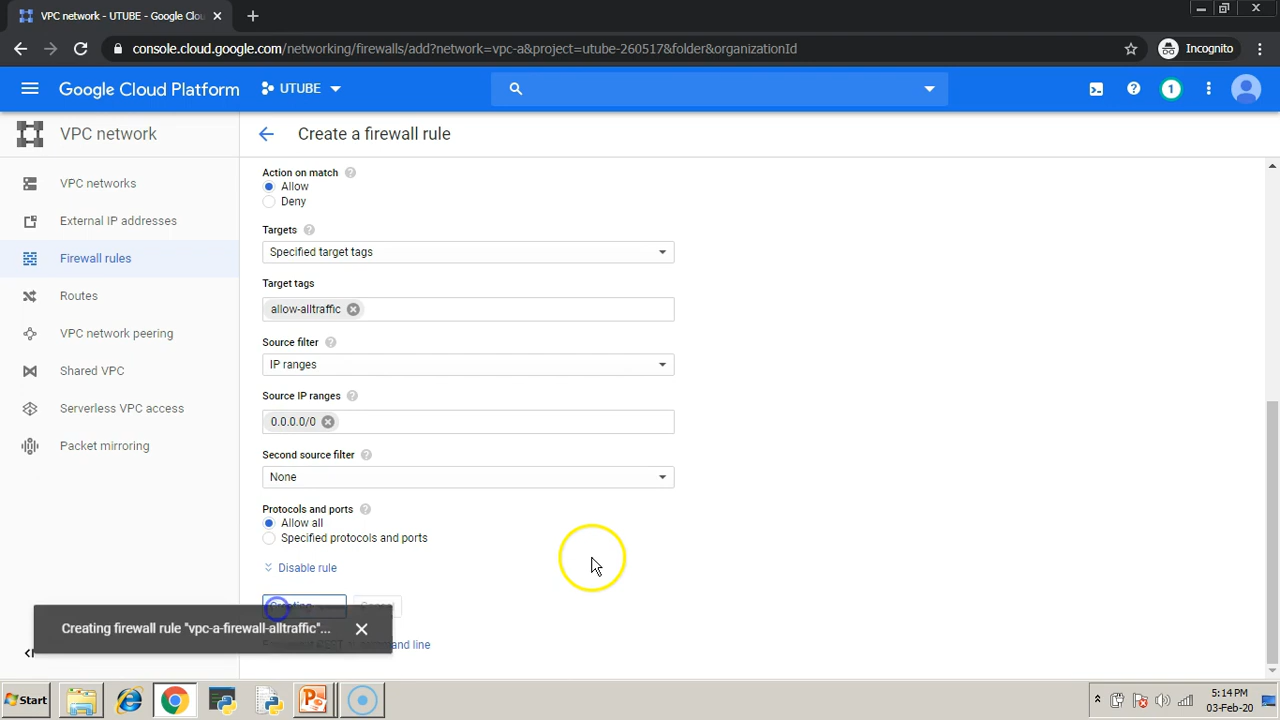 VPC network - UTUBE - Google Clou
console.cloud.google.com/networking/firewalls/add?network=vpc-a&project=utube-260517&folder&organizationId
Incognito
Google Cloud Platform
UTUBE
1
VPC network
Create a firewall rule
VPC networks
External IP addresses
Firewall rules
Routes
VPC network peering
Shared VPC
Serverless VPC access
Packet mirroring
Action on match
Allow
Deny
Targets
Specified target tags
Target tags
allow-alltraffic
Source filter
IP ranges
Source IP ranges
0.0.0.0/0
Second source filter
None
Protocols and ports
Allow all
Specified protocols and ports
Disable rule
Creating firewall rule "vpc-a-firewall-alltraffic"...
and line
Start
5:14 PM
03-Feb-20